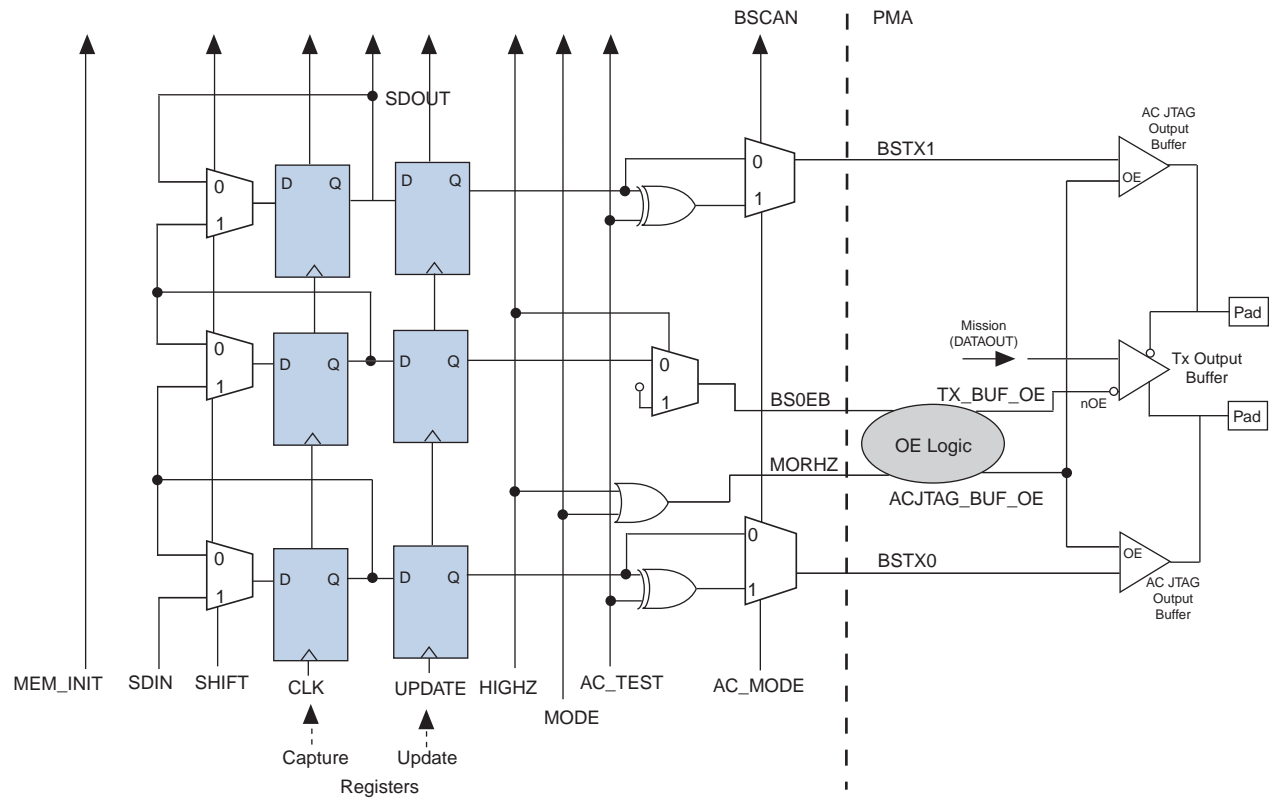 BSCAN
PMA
SDOUT
AC JTAG
Output
Buffer
0
1
D Q
D Q
0
1
BSTX1
OE
0
1
D Q
D Q
0
1
Mission
(DATAOUT)
Pad
Tx Output
Buffer
BS0EB
TX_BUF_OE
nOE
Pad
OE Logic
MORHZ
ACJTAG_BUF_OE
0
1
D Q
D Q
0
1
BSTX0
OE
AC JTAG
Output
Buffer
MEM_INIT
SDIN
SHIFT
CLK
UPDATE
HIGHZ
MODE
AC_TEST
AC_MODE
Capture
Update
Registers